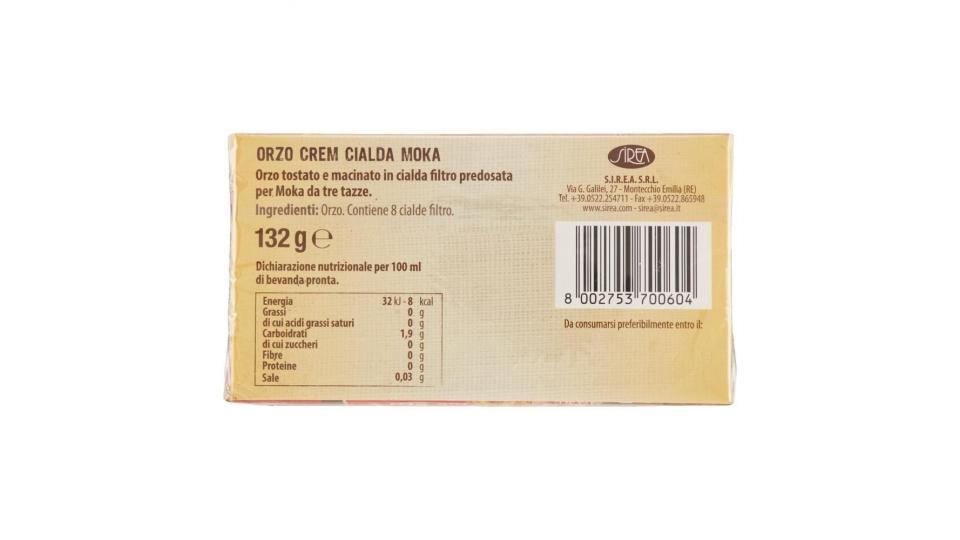 ORZO CREM CIALDA MOKA
Orzo tostato e macinato in cialda filtro predosata
per Moka da tre tazze.
Ingredienti: Orzo. Contiene 8 cialde filtro.
132 g ℮
Dichiarazione nutrizionale per 100 ml
di bevanda pronta.
Energia 32 kJ - 8 kcal
Grassi 0 g
di cui acidi grassi saturi 0 g
Carboidrati 1,9 g
di cui zuccheri 0 g
Fibre 0 g
Proteine 0 g
Sale 0,03 g
SIREA
S.I.R.E.A. S.R.L.
Via G. Galilei, 27 - Montecchio Emilia (RE)
Tel. +39.0522.254711 - Fax +39.0522.865948
www.sirea.com - sirea@sirea.it
8 002753 700604
Da consumarsi preferibilmente entro il: